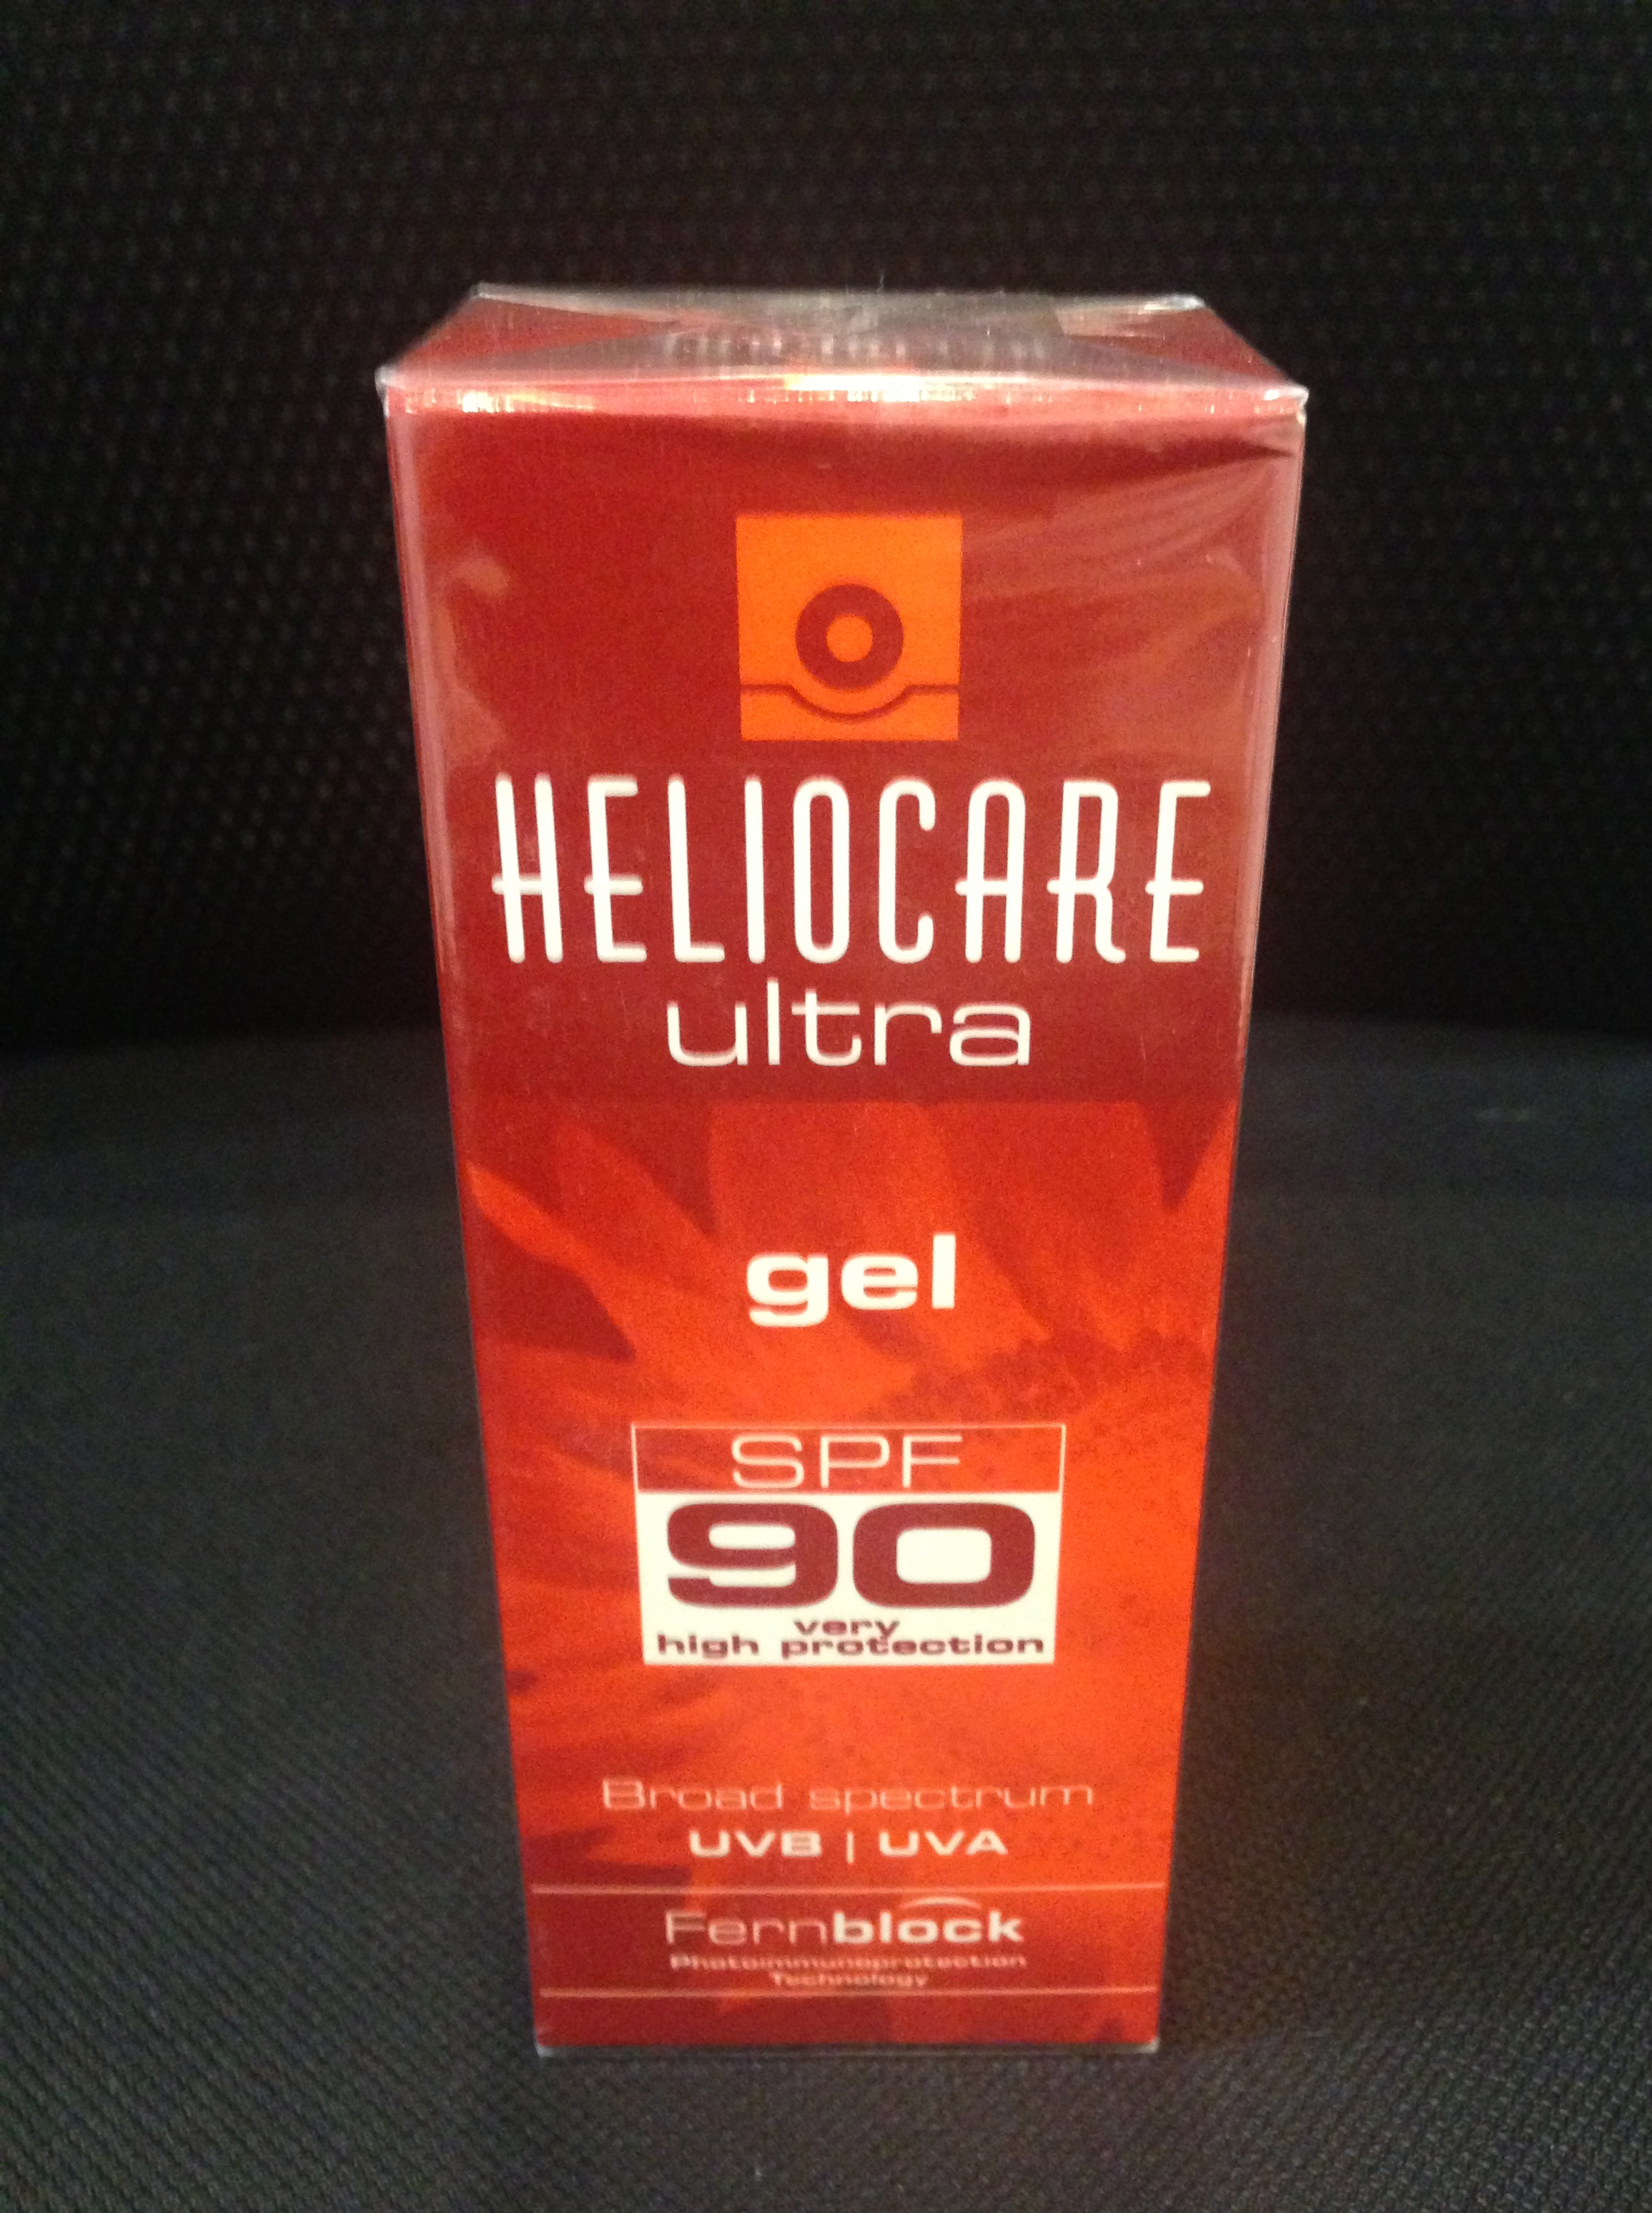 HELIOCARE
ultra
gel
SPF
90
very
high protection
Broad spectrum
UVB | UVA
Fernblock
Photoimmunoprotection
Technology